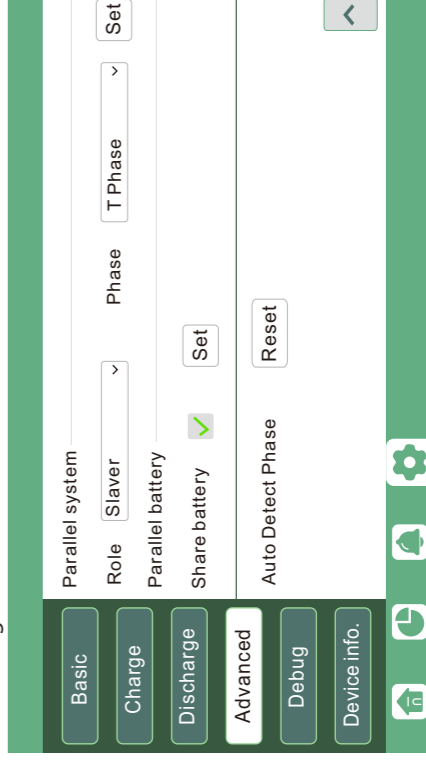 Basic
Charge
Discharge
Advanced
Debug
Device info.
Parallel system
Role Slaver Phase T Phase Set
Parallel battery
Share battery Set
Auto Detect Phase Reset